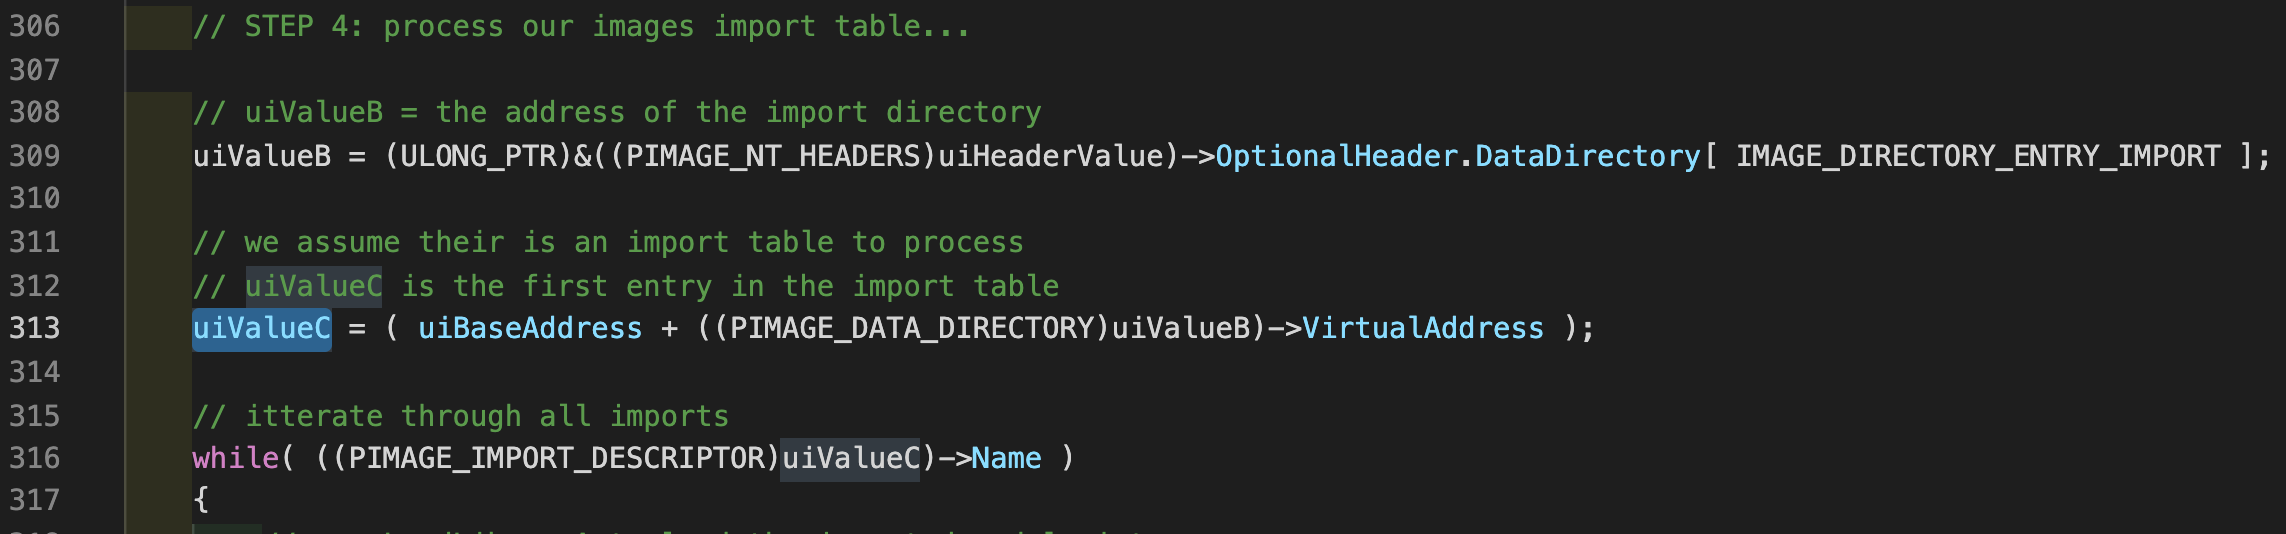 306 // STEP 4: process our images import table...
307
308 // uiValueB = the address of the import directory
309 uiValueB = (ULONG_PTR)&((PIMAGE_NT_HEADERS)uiHeaderValue)->OptionalHeader.DataDirectory[ IMAGE_DIRECTORY_ENTRY_IMPORT ];
310
311 // we assume their is an import table to process
312 // uiValueC is the first entry in the import table
313 uiValueC = ( uiBaseAddress + ((PIMAGE_DATA_DIRECTORY)uiValueB)->VirtualAddress );
314
315 // itterate through all imports
316 while( ((PIMAGE_IMPORT_DESCRIPTOR)uiValueC)->Name )
317 {